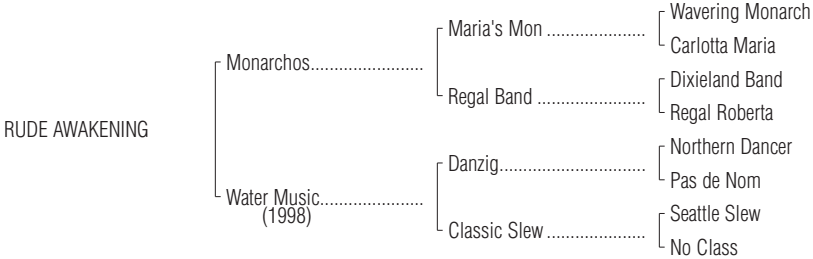 Wavering Monarch
Maria's Mon ......................
Carlotta Maria
Monarchos.........................
Dixieland Band
Regal Band ........................
Regal Roberta
RUDE AWAKENING
Northern Dancer
Danzig................................
Pas de Nom
Water Music.......................
(1998)
Seattle Slew
Classic Slew ......................
No Class